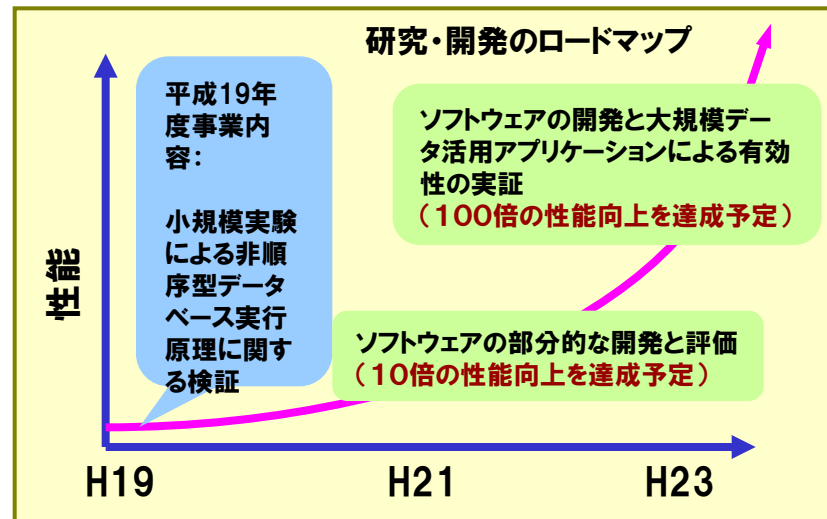 研究・開発のロードマップ
平成19年
度事業内
容:
小規模実験
による非順
序型データ
ベース実行
原理に関す
る検証
ソフトウェアの開発と大規模デー
タ活用アプリケーションによる有効
性の実証
(100倍の性能向上を達成予定)
ソフトウェアの部分的な開発と評価
(10倍の性能向上を達成予定)
性能
H19
H21
H23